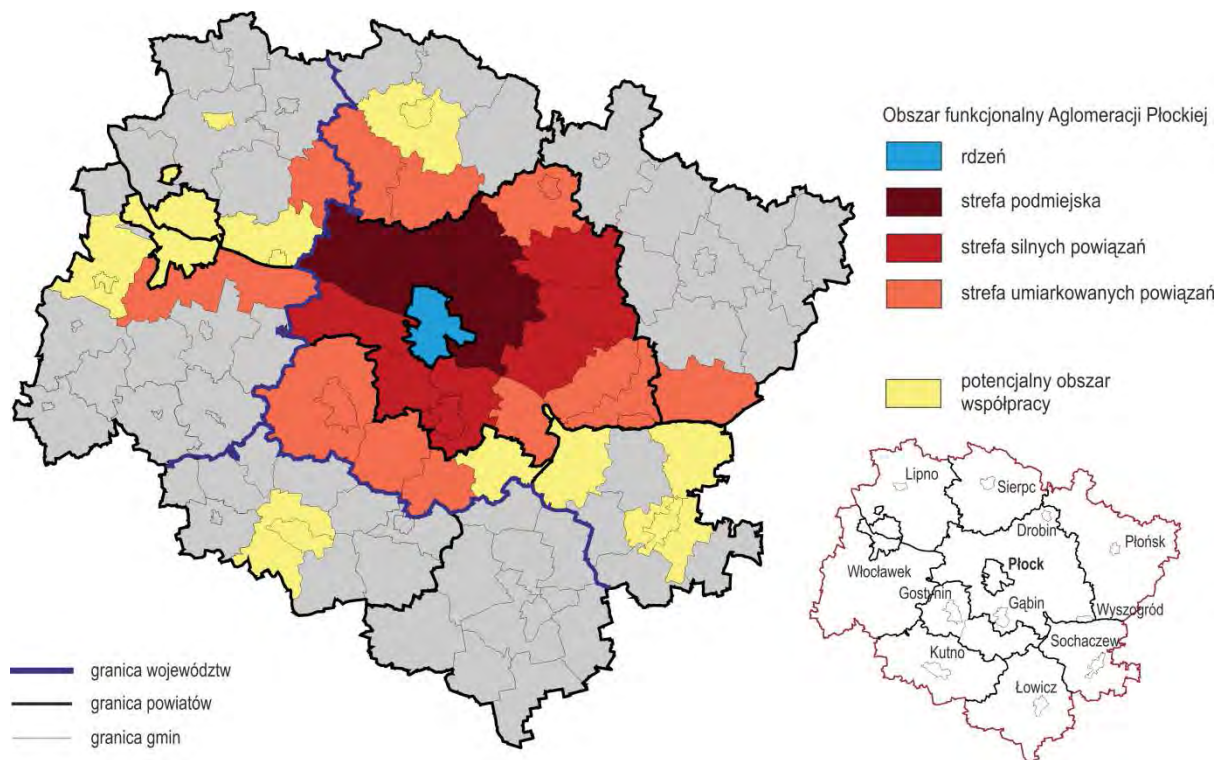 Obszar funkcjonalny Aglomeracji Płockiej
rdzeń
strefa podmiejska
strefa silnych powiązań
strefa umiarkowanych powiązań
potencjalny obszar
współpracy
granica województw
granica powiatów
granica gmin
Lipno
Sierpc
Drobin
Płońsk
Płock
Włocławek
Gostynin
Gąbin
Wyszogród
Sochaczew
Kutno
Łowicz